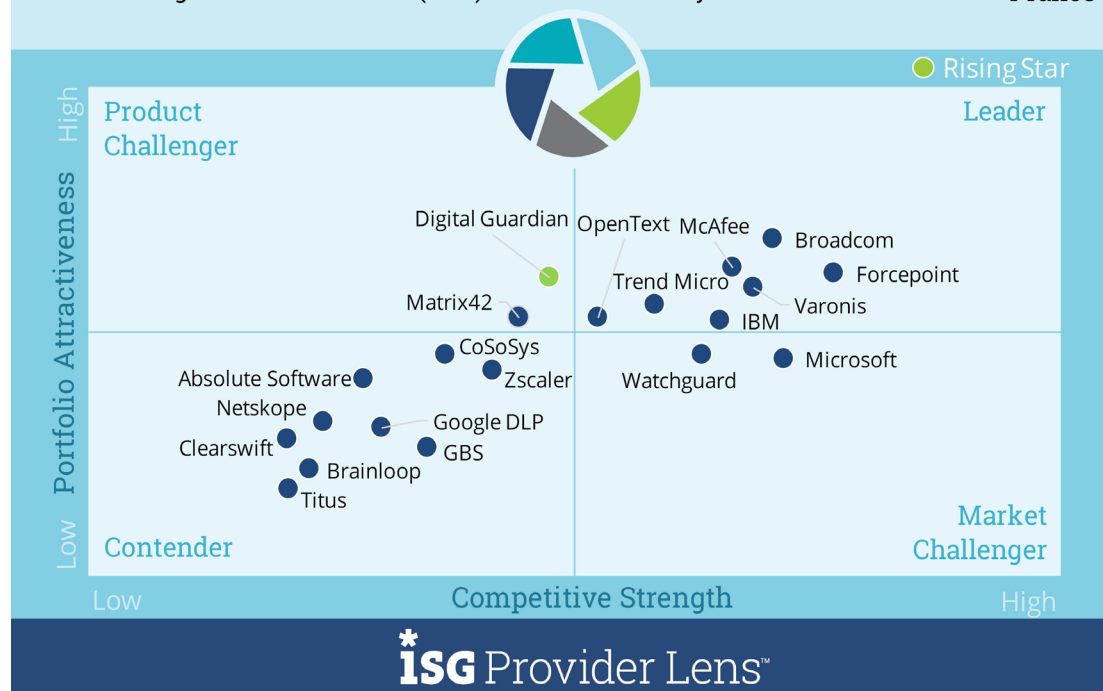 Rising Star
High
Product
Challenger
Leader
Portfolio Attractiveness
Digital Guardian
OpenText
McAfee
Broadcom
Forcepoint
Trend Micro
Varonis
Matrix42
IBM
CoSoSys
Zscaler
Watchguard
Microsoft
Absolute Software
Netskope
Google DLP
Clearswift
GBS
Brainloop
Titus
Low
Contender
Market
Challenger
Low
Competitive Strength
High
*ISG Provider Lens™